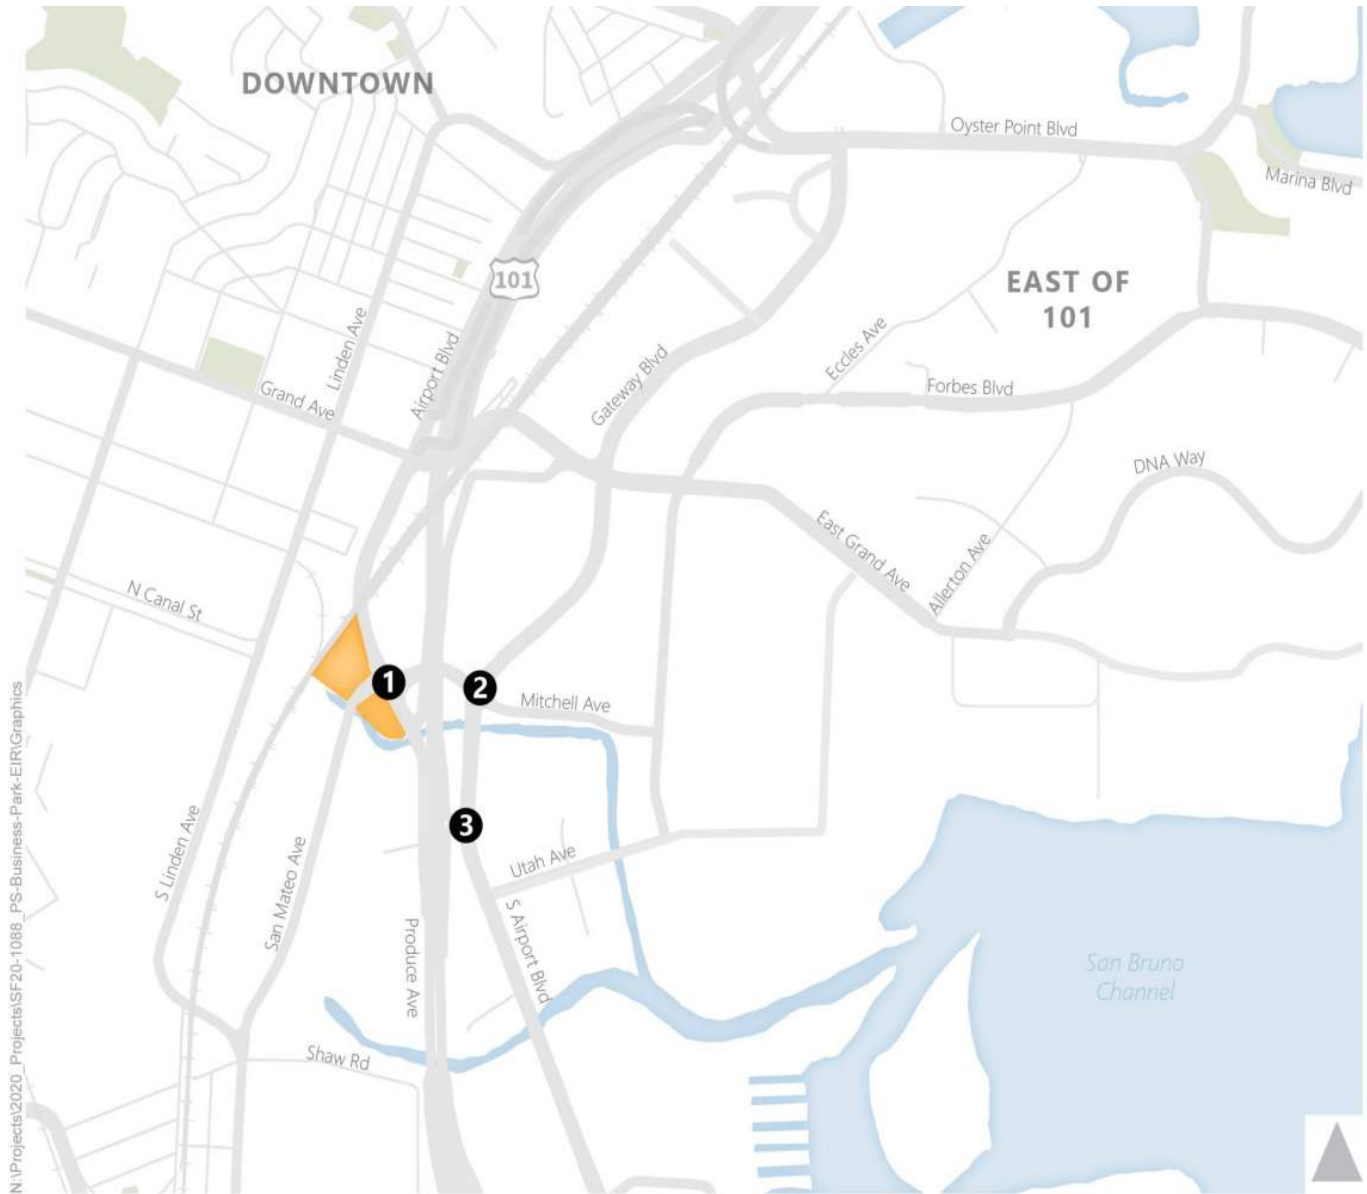 DOWNTOWN
Oyster Point Blvd
Marina Blvd
101
EAST OF
101
Linden Ave
Airport Blvd
Eccles Ave
Gateway Blvd
Grand Ave
Forbes Blvd
DNA Way
East Grand Ave
Allerton Ave
N Canal St
1
2
Mitchell Ave
3
S Linden Ave
San Mateo Ave
Utah Ave
Produce Ave
S Airport Blvd
San Bruno
Channel
Shaw Rd
N:\Projects\2020_Projects\SF20-1088_PS-Business-Park-EIR\Graphics